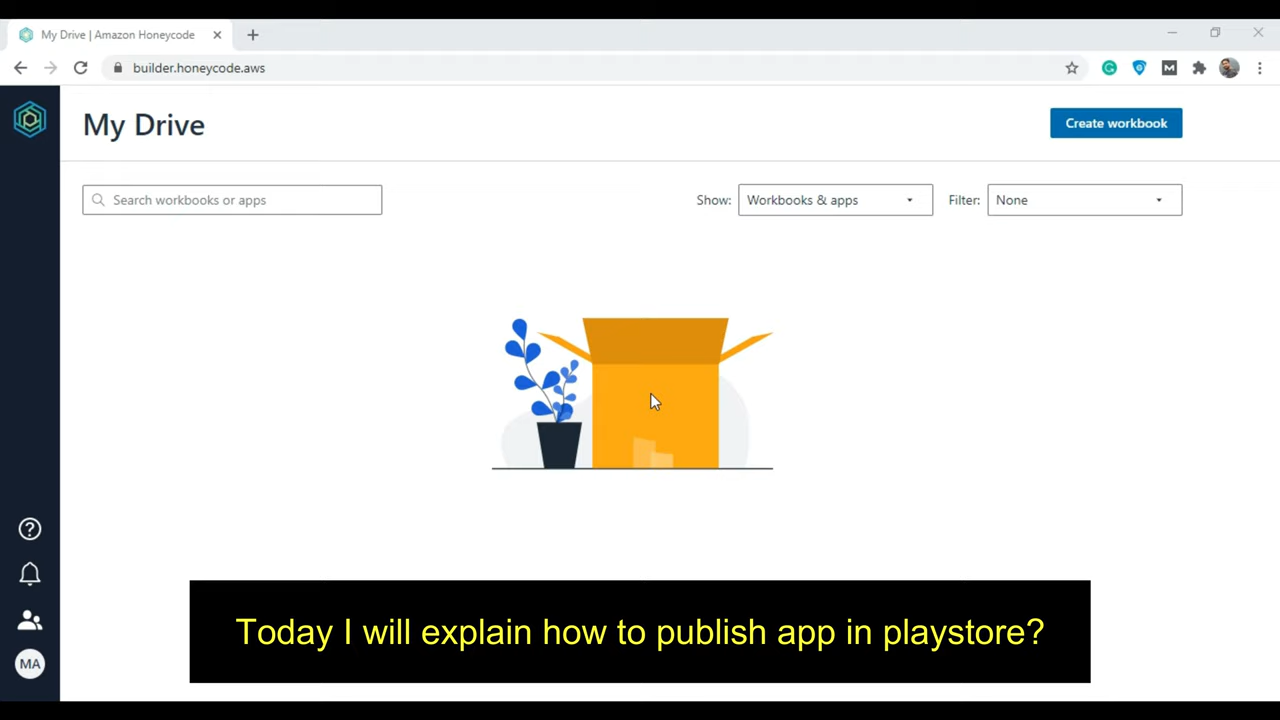 My Drive | Amazon Honeycode
builder.honeycode.aws
My Drive
Create workbook
Search workbooks or apps
Show:
Workbooks & apps
Filter:
None
MA
Today I will explain how to publish app in playstore?